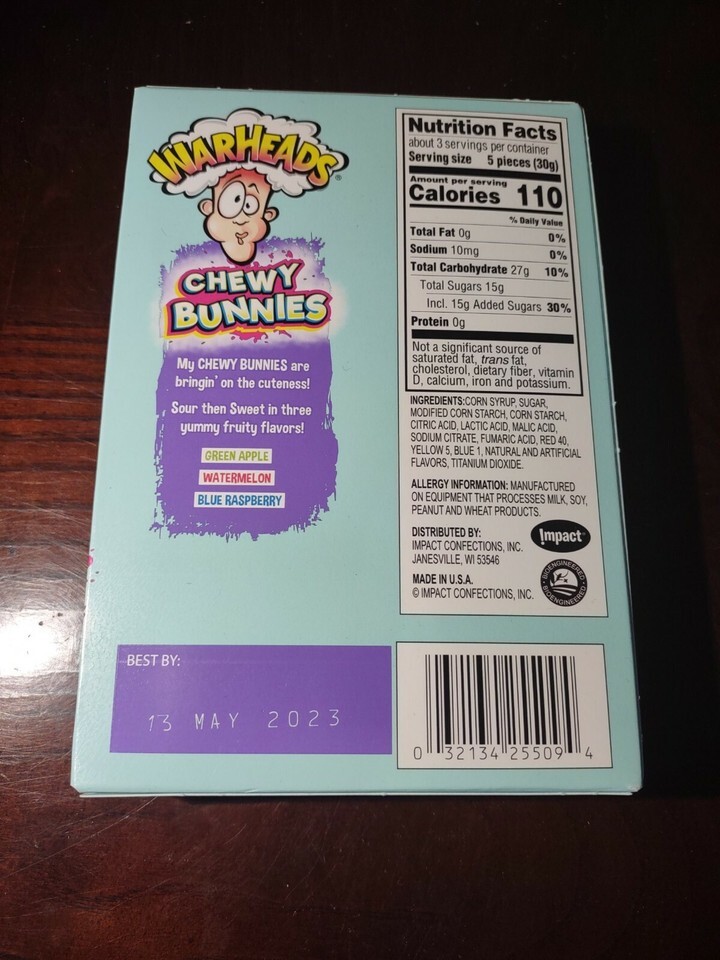 WARHEADS®
CHEWY
BUNNIES
My CHEWY BUNNIES are
bringin' on the cuteness!
Sour then Sweet in three
yummy fruity flavors!
GREEN APPLE
WATERMELON
BLUE RASPBERRY
BEST BY:
13 MAY 2023
Nutrition Facts
about 3 servings per container
Serving size 5 pieces (30g)
Amount per serving
Calories 110
% Daily Value
Total Fat 0g 0%
Sodium 10mg 0%
Total Carbohydrate 27g 10%
Total Sugars 15g
Incl. 15g Added Sugars 30%
Protein 0g
Not a significant source of
saturated fat, trans fat,
cholesterol, dietary fiber, vitamin
D, calcium, iron and potassium.
INGREDIENTS:CORN SYRUP, SUGAR,
MODIFIED CORN STARCH, CORN STARCH,
CITRIC ACID, LACTIC ACID, MALIC ACID,
SODIUM CITRATE, FUMARIC ACID, RED 40,
YELLOW 5, BLUE 1, NATURAL AND ARTIFICIAL
FLAVORS, TITANIUM DIOXIDE.
ALLERGY INFORMATION: MANUFACTURED
ON EQUIPMENT THAT PROCESSES MILK, SOY,
PEANUT AND WHEAT PRODUCTS.
DISTRIBUTED BY:
IMPACT CONFECTIONS, INC.
JANESVILLE, WI 53546
MADE IN U.S.A.
© IMPACT CONFECTIONS, INC.
Impact
BIOENGINEERED
BIOENGINEERED
0 32134 25509 4